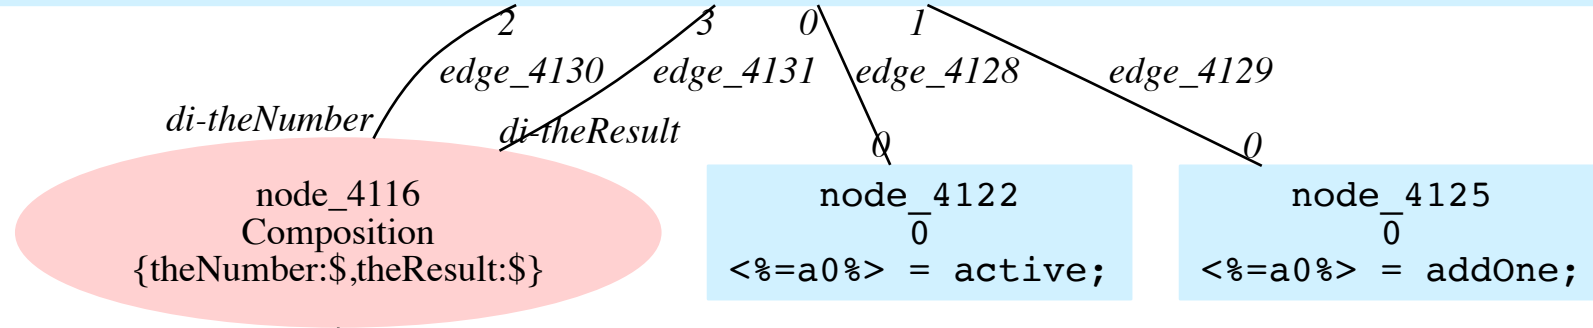 2 3 0 1
edge_4130 edge_4131 edge_4128 edge_4129
di-theNumber di-theResult 0 0
node_4116
Composition
{theNumber:$,theResult:$}
node_4122
0
<%=a0%> = active;
node_4125
0
<%=a0%> = addOne;